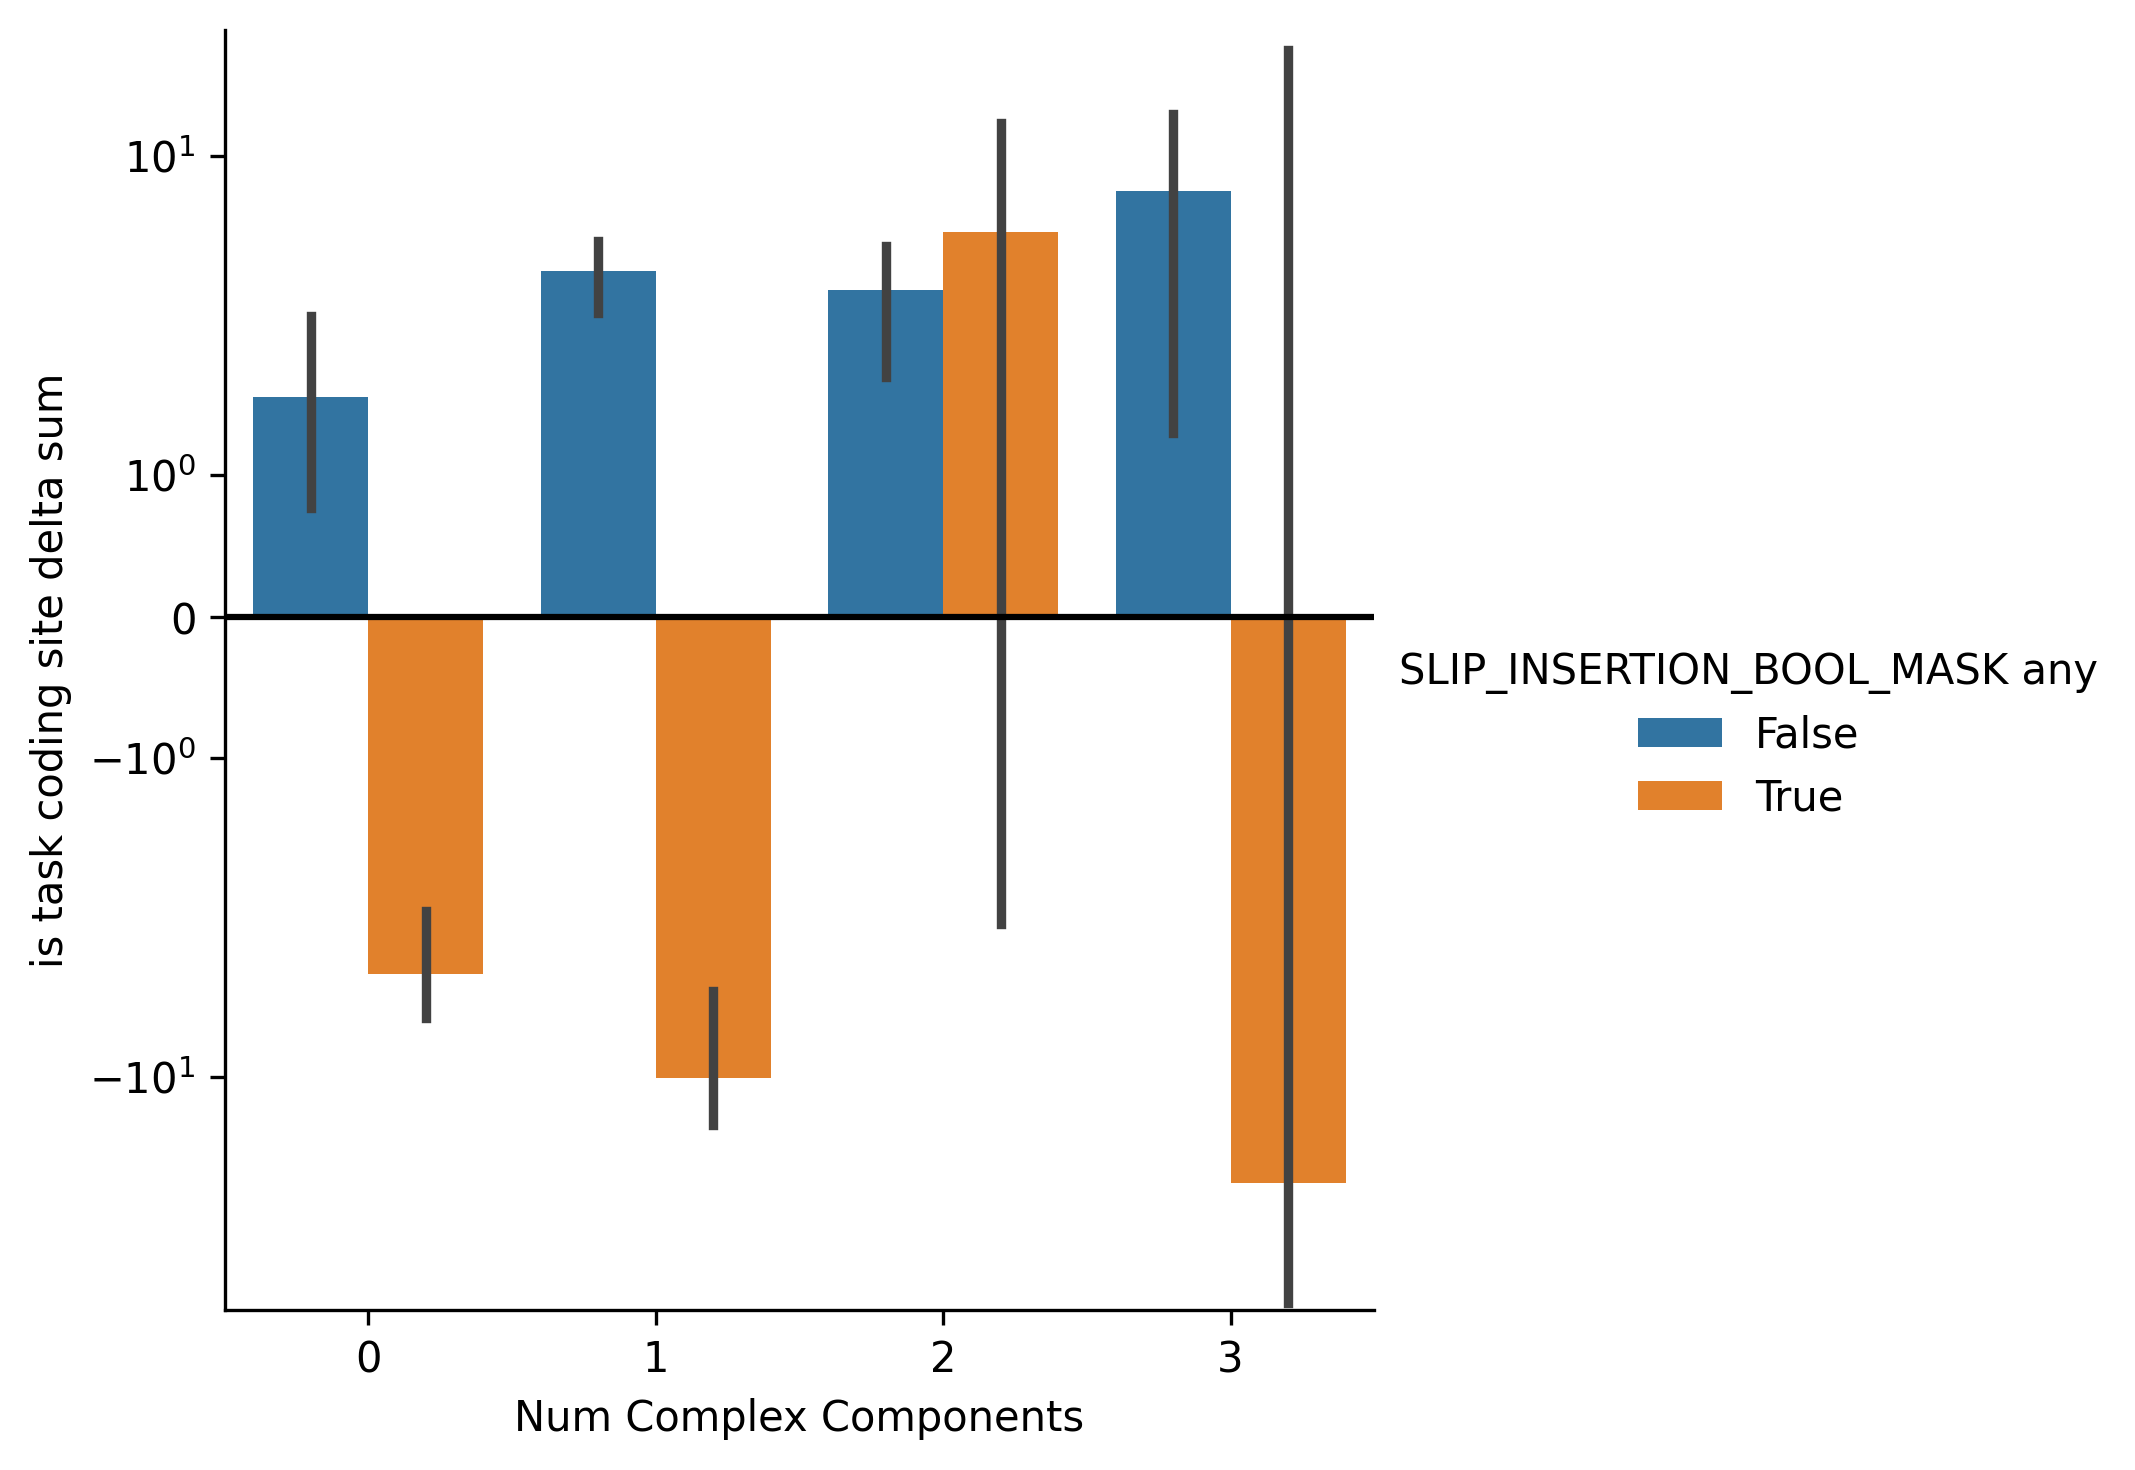 is task coding site delta sum
10¹
10⁰
0
−10⁰
−10¹
0 1 2 3
Num Complex Components
SLIP_INSERTION_BOOL_MASK any
False
True